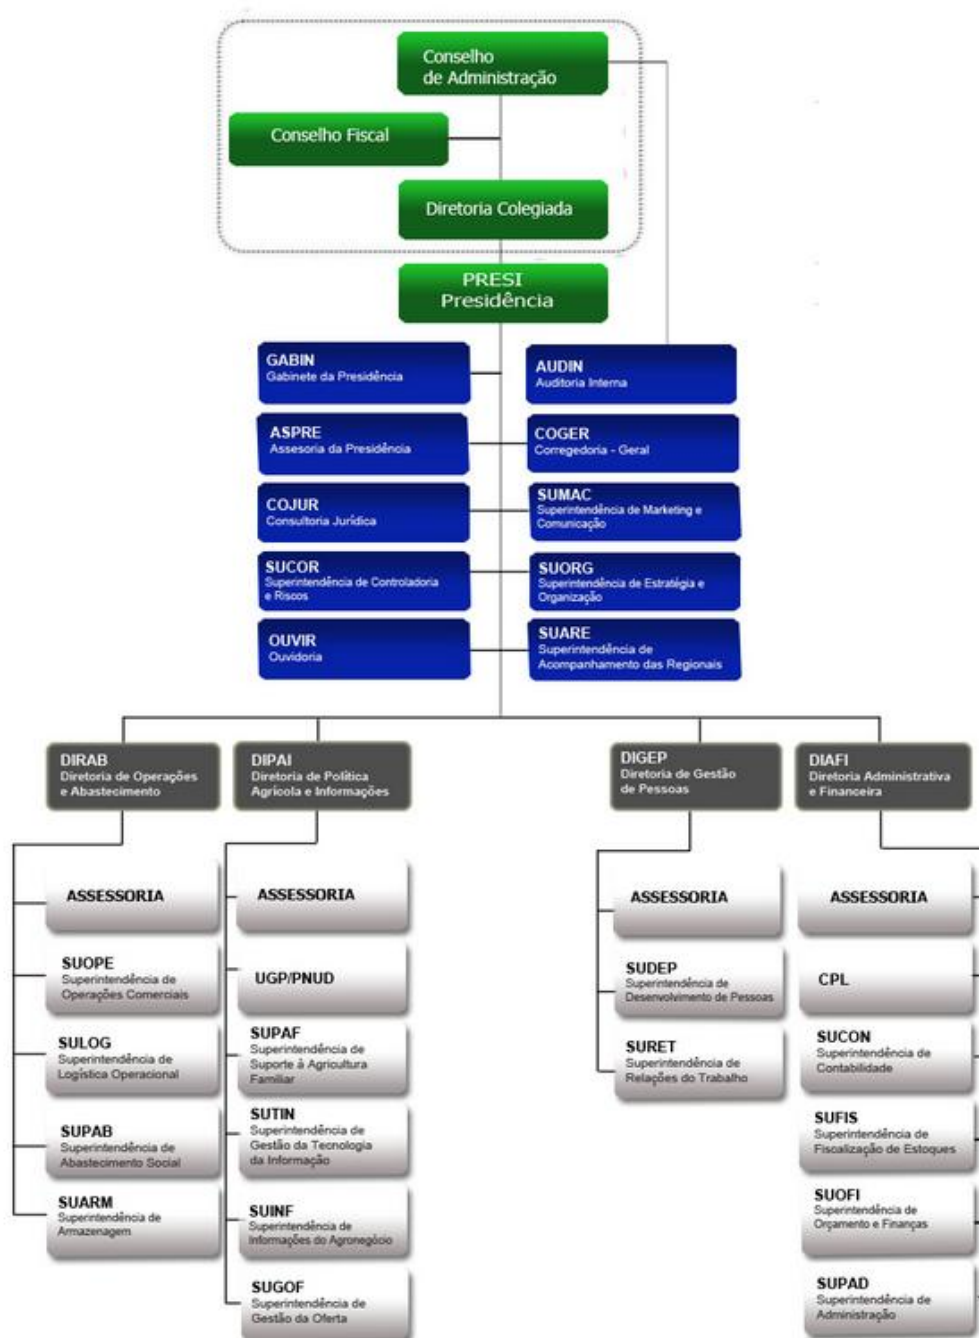 Conselho
de Administração
Conselho Fiscal
Diretoria Colegiada
PRESI
Presidência
GABIN
Gabinete da Presidência
AUDIN
Auditoria Interna
ASPRE
Assesoria da Presidência
COGER
Corregedoria - Geral
COJUR
Consultoria Jurídica
SUMAC
Superintendência de Marketing e
Comunicação
SUCOR
Superintendência de Controladoria
e Riscos
SUORG
Superintendência de Estratégia e
Organização
OUVIR
Ouvidoria
SUARE
Superintendência de
Acompanhamento das Regionais
DIRAB
Diretoria de Operações
e Abastecimento
DIPAI
Diretoria de Política
Agrícola e Informações
DIGEP
Diretoria de Gestão
de Pessoas
DIAFI
Diretoria Administrativa
e Financeira
ASSESSORIA
SUOPE
Superintendência de
Operações Comerciais
SULOG
Superintendência de
Logística Operacional
SUPAB
Superintendência de
Abastecimento Social
SUARM
Superintendência de
Armazenagem
ASSESSORIA
UGP/PNUD
SUPAF
Superintendência de
Suporte à Agricultura
Familiar
SUTIN
Superintendência de
Gestão da Tecnologia
da Informação
SUINF
Superintendência de
Informações do Agronegócio
SUGOF
Superintendência de
Gestão da Oferta
ASSESSORIA
SUDEP
Superintendência de
Desenvolvimento de Pessoas
SURET
Superintendência de
Relações do Trabalho
ASSESSORIA
CPL
SUCON
Superintendência de
Contabilidade
SUFIS
Superintendência de
Fiscalização de Estoques
SUOFI
Superintendência de
Orçamento e Finanças
SUPAD
Superintendência de
Administração